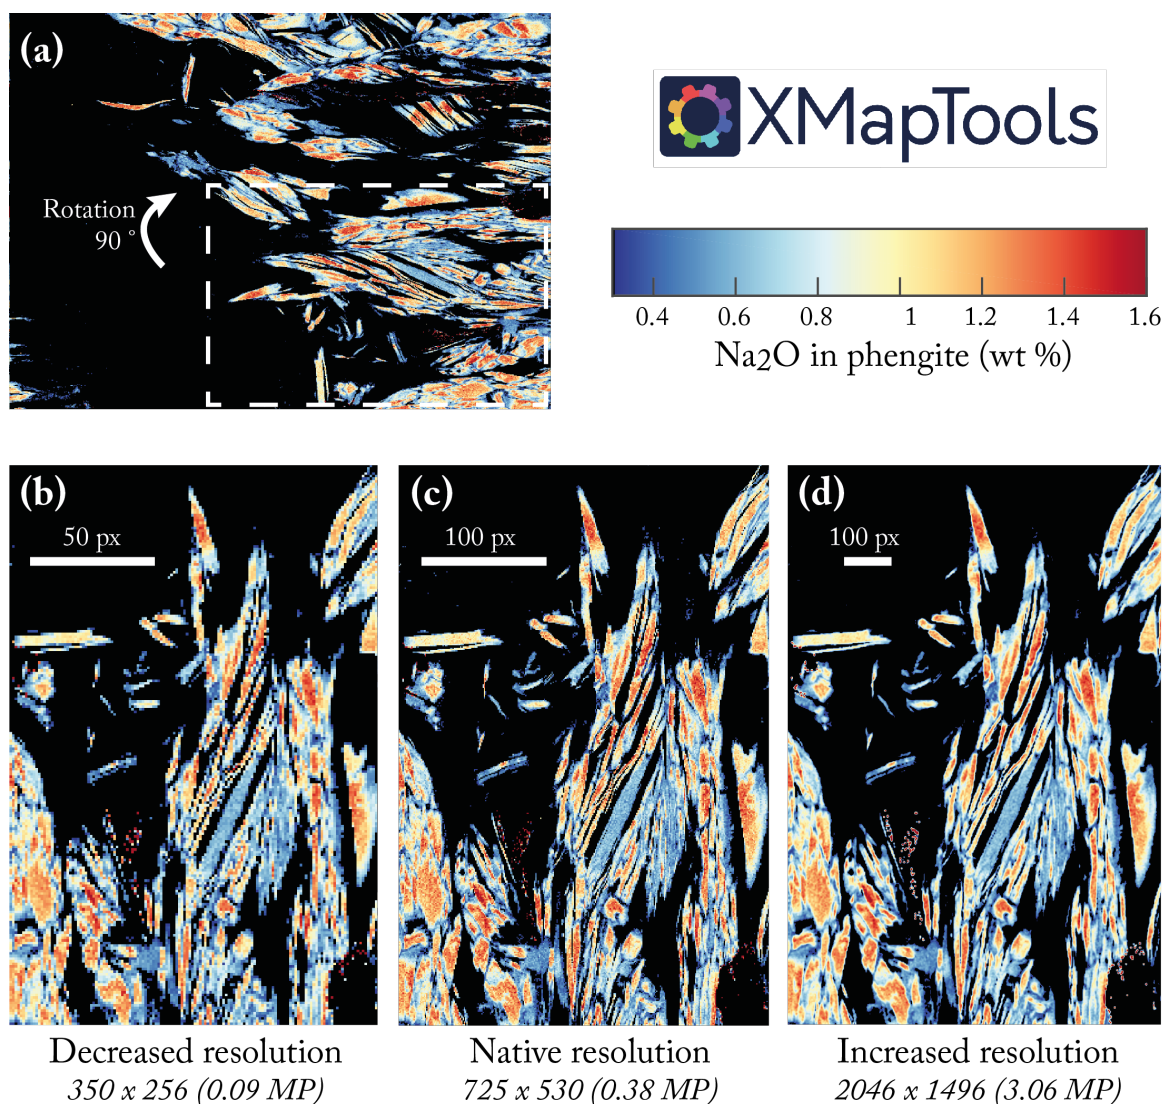 (a)
XMapTools
Rotation
90 °
0.4 0.6 0.8 1 1.2 1.4 1.6
Na2O in phengite (wt %)
(b) (c) (d)
50 px 100 px 100 px
Decreased resolution Native resolution Increased resolution
350 x 256 (0.09 MP) 725 x 530 (0.38 MP) 2046 x 1496 (3.06 MP)